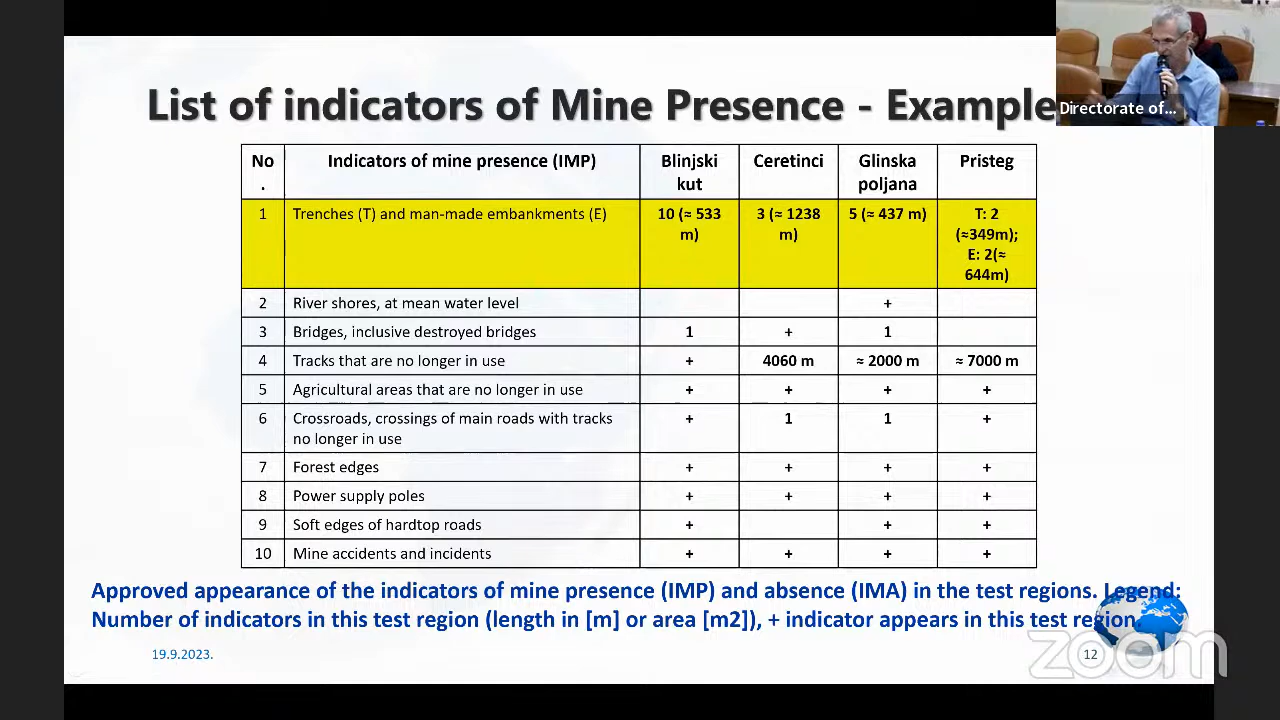 List of indicators of Mine Presence - Example
Directorate of...
No Indicators of mine presence (IMP) Blinjski Ceretinci Glinska Pristeg
. kut poljana
1 Trenches (T) and man-made embankments (E) 10 (≈ 533 3 (≈ 1238 5 (≈ 437 m) T: 2
m) m) (≈349m);
E: 2(≈
644m)
2 River shores, at mean water level +
3 Bridges, inclusive destroyed bridges 1 + 1
4 Tracks that are no longer in use + 4060 m ≈ 2000 m ≈ 7000 m
5 Agricultural areas that are no longer in use + + + +
6 Crossroads, crossings of main roads with tracks + 1 1 +
no longer in use
7 Forest edges + + + +
8 Power supply poles + + + +
9 Soft edges of hardtop roads + + +
10 Mine accidents and incidents + + + +
Approved appearance of the indicators of mine presence (IMP) and absence (IMA) in the test regions. Legend:
Number of indicators in this test region (length in [m] or area [m2]), + indicator appears in this test region.
19.9.2023. 12
zoom